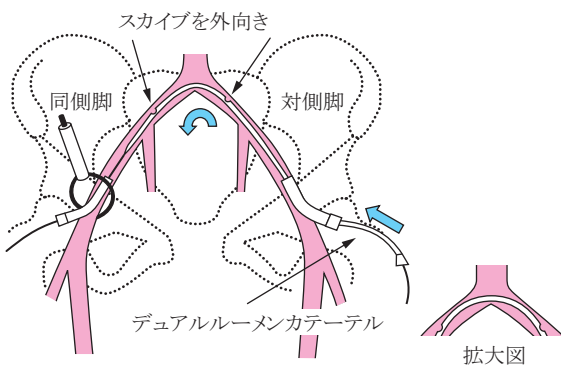 スカイブを外向き
同側脚
対側脚
デュアルルーメンカテーテル
拡大図